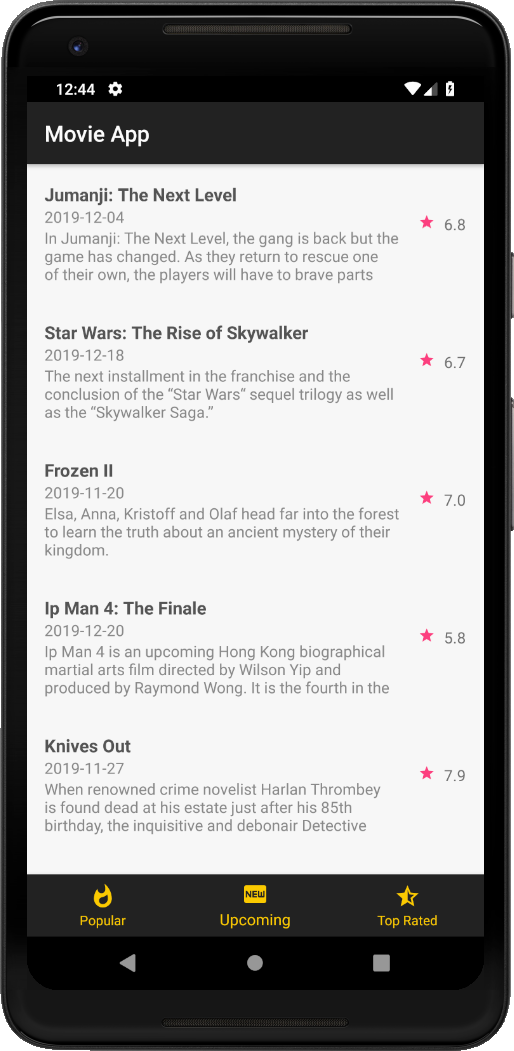 12:44
Movie App
Jumanji: The Next Level
2019-12-04
In Jumanji: The Next Level, the gang is back but the
game has changed. As they return to rescue one
of their own, the players will have to brave parts
6.8
Star Wars: The Rise of Skywalker
2019-12-18
The next installment in the franchise and the
conclusion of the “Star Wars“ sequel trilogy as well
as the “Skywalker Saga.”
6.7
Frozen II
2019-11-20
Elsa, Anna, Kristoff and Olaf head far into the forest
to learn the truth about an ancient mystery of their
kingdom.
7.0
Ip Man 4: The Finale
2019-12-20
Ip Man 4 is an upcoming Hong Kong biographical
martial arts film directed by Wilson Yip and
produced by Raymond Wong. It is the fourth in the
5.8
Knives Out
2019-11-27
When renowned crime novelist Harlan Thrombey
is found dead at his estate just after his 85th
birthday, the inquisitive and debonair Detective
7.9
NEW
Popular
Upcoming
Top Rated